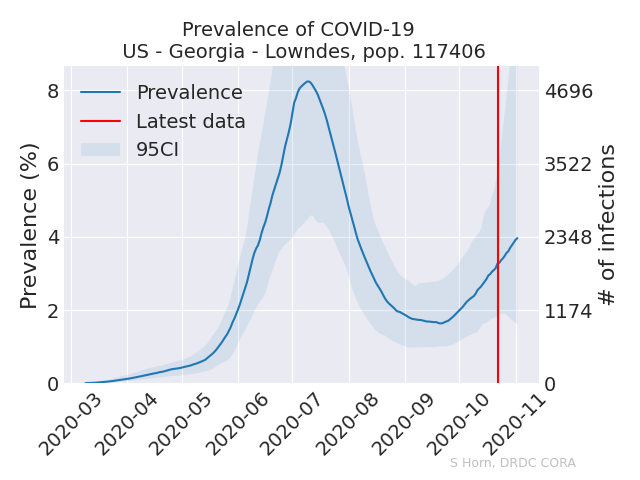 Prevalence of COVID-19
US - Georgia - Lowndes, pop. 117406
Prevalence
Latest data
95CI
Prevalence (%)
8
6
4
2
0
4696
3522
2348
1174
0
# of infections
2020-03
2020-04
2020-05
2020-06
2020-07
2020-08
2020-09
2020-10
2020-11
S Horn, DRDC CORA